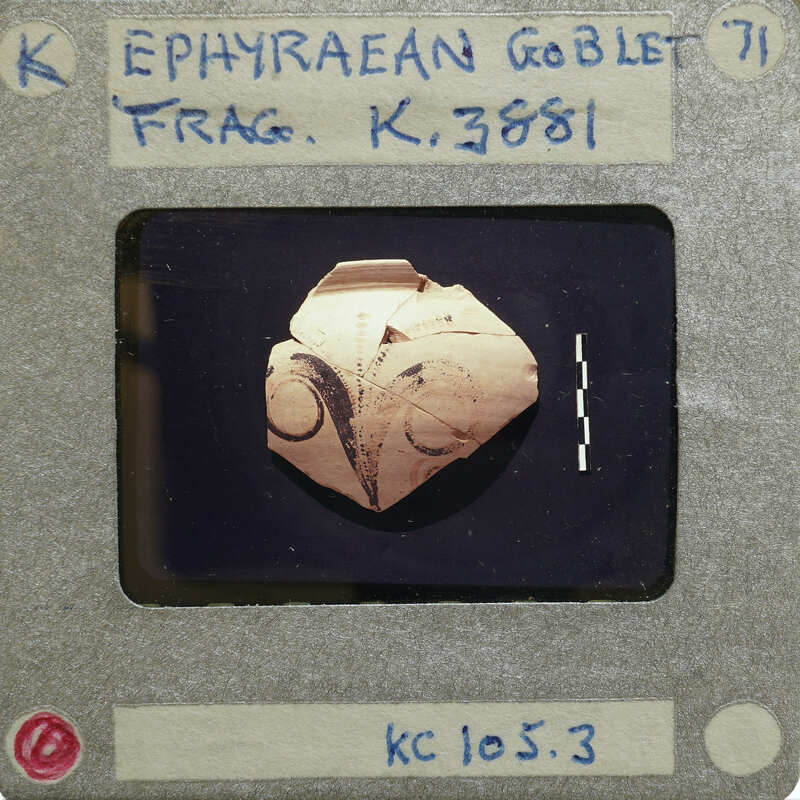 K
EPHYRAEAN GOBLET
71
FRAG. K.3881
KC 105.3